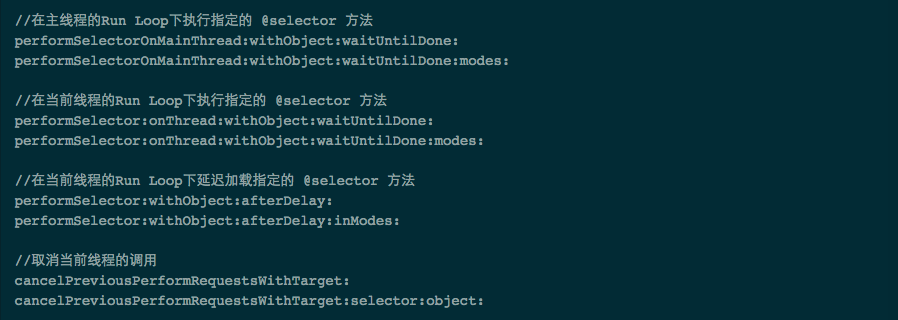 //在主线程的Run Loop下执行指定的 @selector 方法
performSelectorOnMainThread:withObject:waitUntilDone:
performSelectorOnMainThread:withObject:waitUntilDone:modes:
//在当前线程的Run Loop下执行指定的 @selector 方法
performSelector:onThread:withObject:waitUntilDone:
performSelector:onThread:withObject:waitUntilDone:modes:
//在当前线程的Run Loop下延迟加载指定的 @selector 方法
performSelector:withObject:afterDelay:
performSelector:withObject:afterDelay:inModes:
//取消当前线程的调用
cancelPreviousPerformRequestsWithTarget:
cancelPreviousPerformRequestsWithTarget:selector:object: